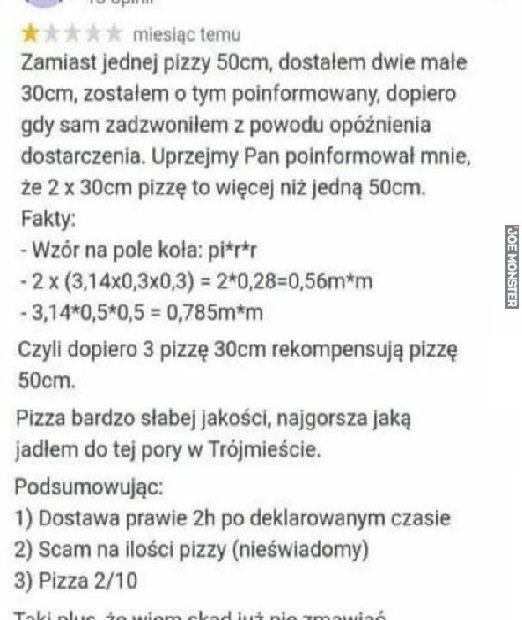 miesiąc temu
Zamiast jednej pizzy 50cm, dostałem dwie małe
30cm, zostałem o tym poinformowany, dopiero
gdy sam zadzwoniłem z powodu opóźnienia
dostarczenia. Uprzejmy Pan poinformował mnie,
że 2 x 30cm pizzę to więcej niż jedną 50cm.
Fakty:
- Wzór na pole koła: pi*r*r
- 2 x (3,14x0,3x0,3) = 2*0,28=0,56m*m
- 3,14*0,5*0,5 = 0,785m*m
Czyli dopiero 3 pizzę 30cm rekompensują pizzę
50cm.
Pizza bardzo słabej jakości, najgorsza jaką
jadłem do tej pory w Trójmieście.
Podsumowując:
1) Dostawa prawie 2h po deklarowanym czasie
2) Scam na ilości pizzy (nieświadomy)
3) Pizza 2/10
Taki plus, że wiem skąd już nie zmawiać
JOE MONSTER